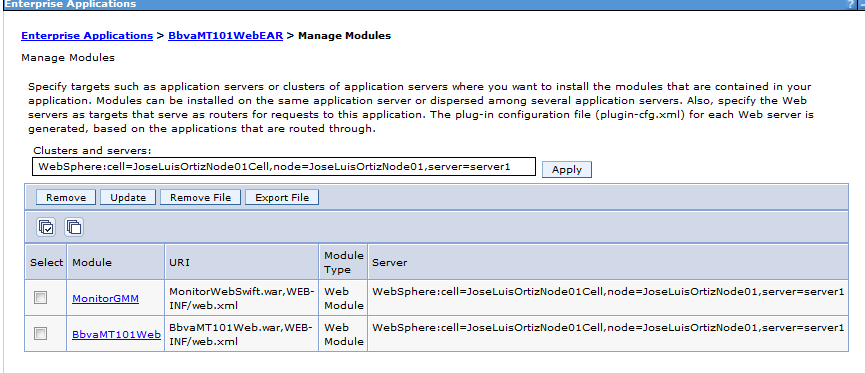 Enterprise Applications
?
Enterprise Applications > BbvaMT101WebEAR > Manage Modules
Manage Modules
Specify targets such as application servers or clusters of application servers where you want to install the modules that are contained in your
application. Modules can be installed on the same application server or dispersed among several application servers. Also, specify the Web
servers as targets that serve as routers for requests to this application. The plug-in configuration file (plugin-cfg.xml) for each Web server is
generated, based on the applications that are routed through.
Clusters and servers:
WebSphere:cell=JoseLuisOrtizNode01Cell,node=JoseLuisOrtizNode01,server=server1
Apply
Remove Update Remove File Export File
Select Module URI Module Type Server
MonitorGMM MonitorWebSwift.war,WEB-INF/web.xml Web Module WebSphere:cell=JoseLuisOrtizNode01Cell,node=JoseLuisOrtizNode01,server=server1
BbvaMT101Web BbvaMT101Web.war,WEB-INF/web.xml Web Module WebSphere:cell=JoseLuisOrtizNode01Cell,node=JoseLuisOrtizNode01,server=server1